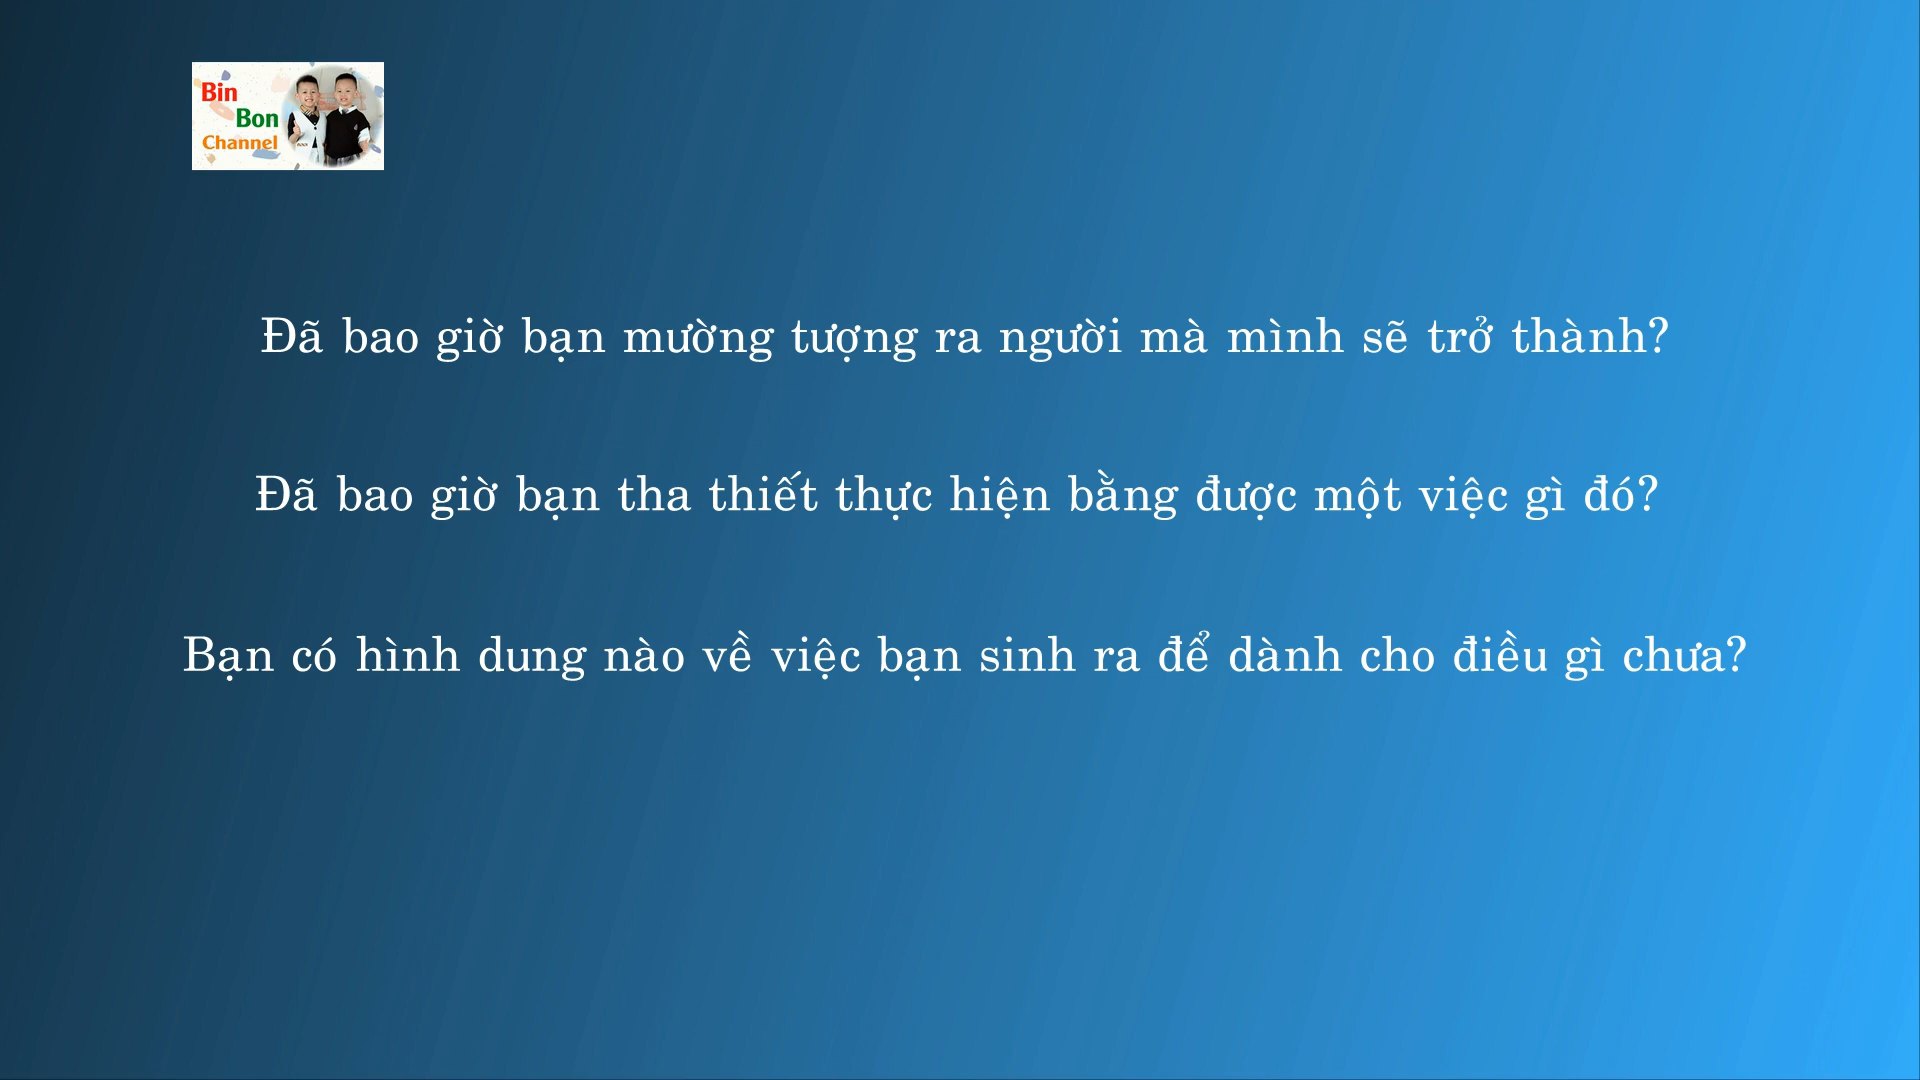 Bin
Bon
Channel
Đã bao giờ bạn mường tượng ra người mà mình sẽ trở thành?
Đã bao giờ bạn tha thiết thực hiện bằng được một việc gì đó?
Bạn có hình dung nào về việc bạn sinh ra để dành cho điều gì chưa?